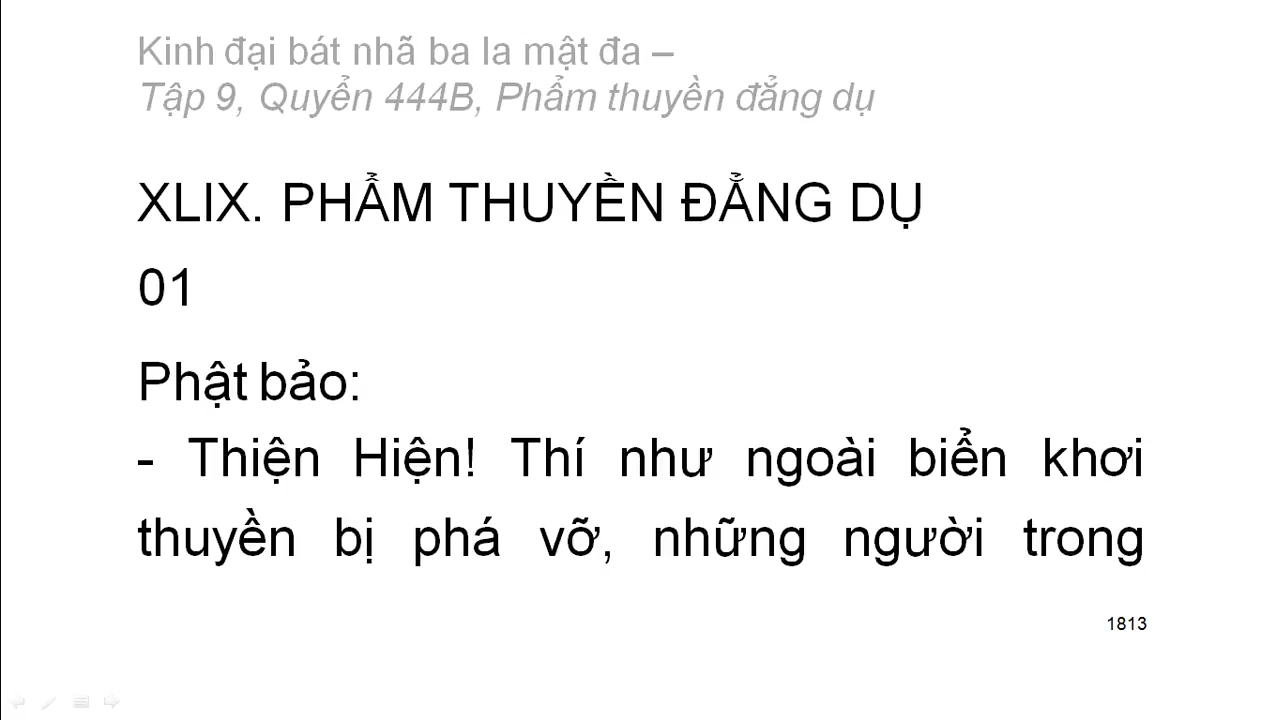 Kinh đại bát nhã ba la mật đa –
Tập 9, Quyển 444B, Phẩm thuyền đẳng dụ
XLIX. PHẨM THUYỀN ĐẲNG DỤ
01
Phật bảo:
- Thiện Hiện! Thí như ngoài biển khơi
thuyền bị phá vỡ, những người trong
1813